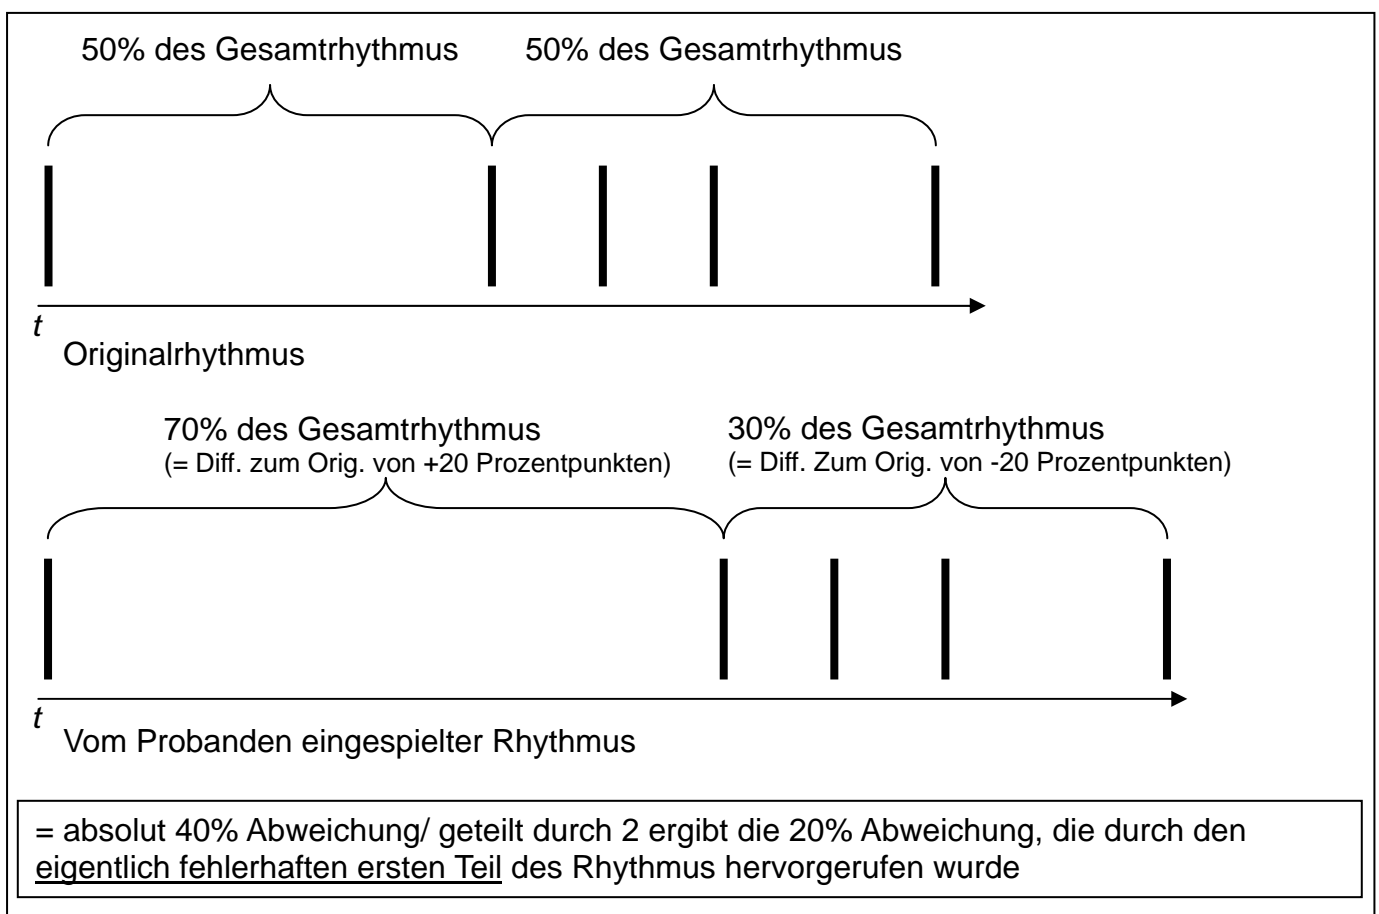 50% des Gesamtrhythmus 50% des Gesamtrhythmus
t
Originalrhythmus
70% des Gesamtrhythmus 30% des Gesamtrhythmus
(= Diff. zum Orig. von +20 Prozentpunkten) (= Diff. Zum Orig. von -20 Prozentpunkten)
t
Vom Probanden eingespielter Rhythmus
= absolut 40% Abweichung/ geteilt durch 2 ergibt die 20% Abweichung, die durch den
eigentlich fehlerhaften ersten Teil des Rhythmus hervorgerufen wurde